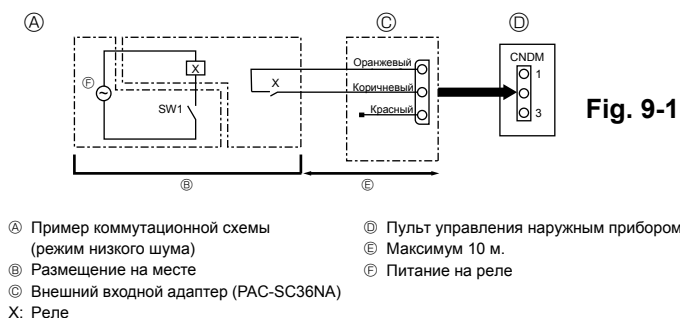 Ⓐ
Ⓒ
Ⓓ
Оранжевый
Коричневый
Красный
CNDM
1
3
X
X
SW1
Ⓕ
Fig. 9-1
Ⓑ
Ⓔ
Ⓐ Пример коммутационной схемы
(режим низкого шума)
Ⓑ Размещение на месте
Ⓒ Внешний входной адаптер (PAC-SC36NA)
X: Реле
Ⓓ Пульт управления наружным прибором
Ⓔ Максимум 10 м.
Ⓕ Питание на реле